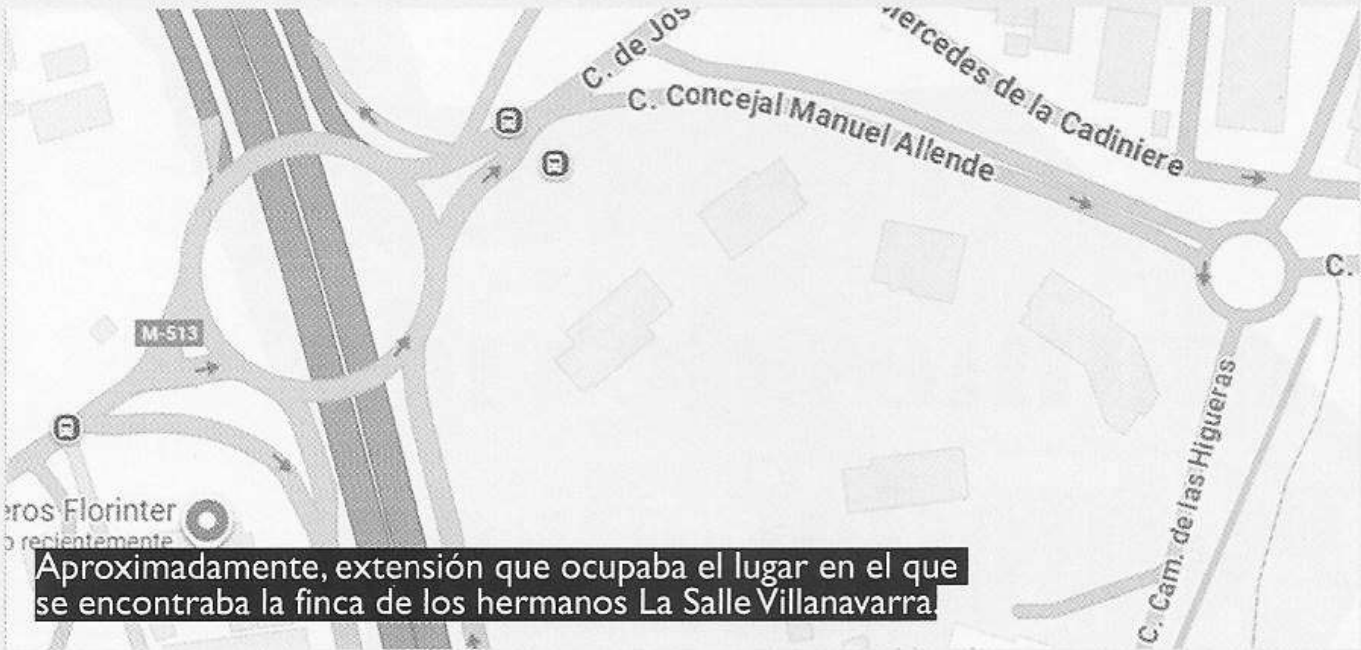 C. de Jos
C. Concejal Manuel Allende
Mercedes de la Cadiniere
C.
M-513
C. Cam. de las Higueras
eros Florinter
o recientemente
Aproximadamente, extensión que ocupaba el lugar en el que
se encontraba la finca de los hermanos La Salle Villanavarra.